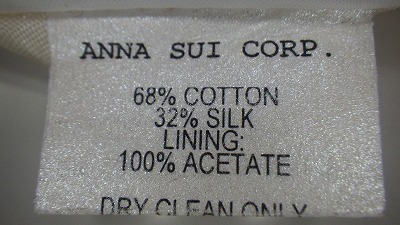 ANNA SUI CORP.
68% COTTON
32% SILK
LINING:
100% ACETATE
DRY CLEAN ONLY